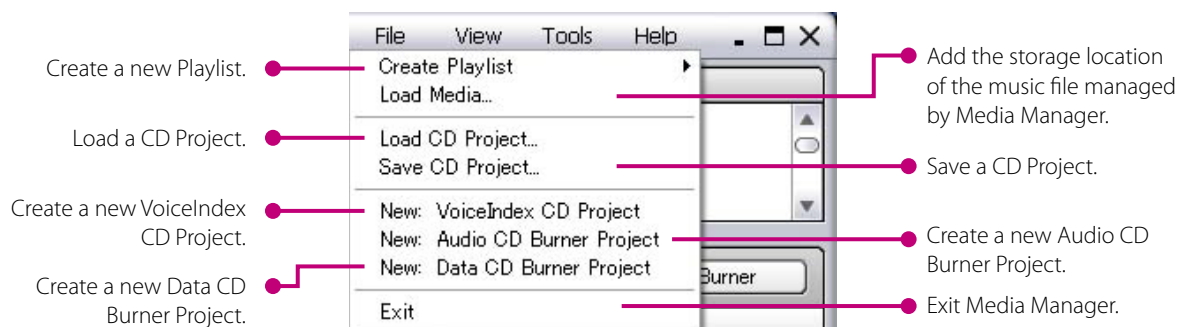 File View Tools Help
Create a new Playlist.
Create Playlist
Load Media...
Add the storage location
of the music file managed
by Media Manager.
Load a CD Project.
Load CD Project...
Save CD Project...
Save a CD Project.
Create a new VoiceIndex
CD Project.
New: VoiceIndex CD Project
New: Audio CD Burner Project
Create a new Audio CD
Burner Project.
New: Data CD Burner Project
Burner
Create a new Data CD
Burner Project.
Exit
Exit Media Manager.